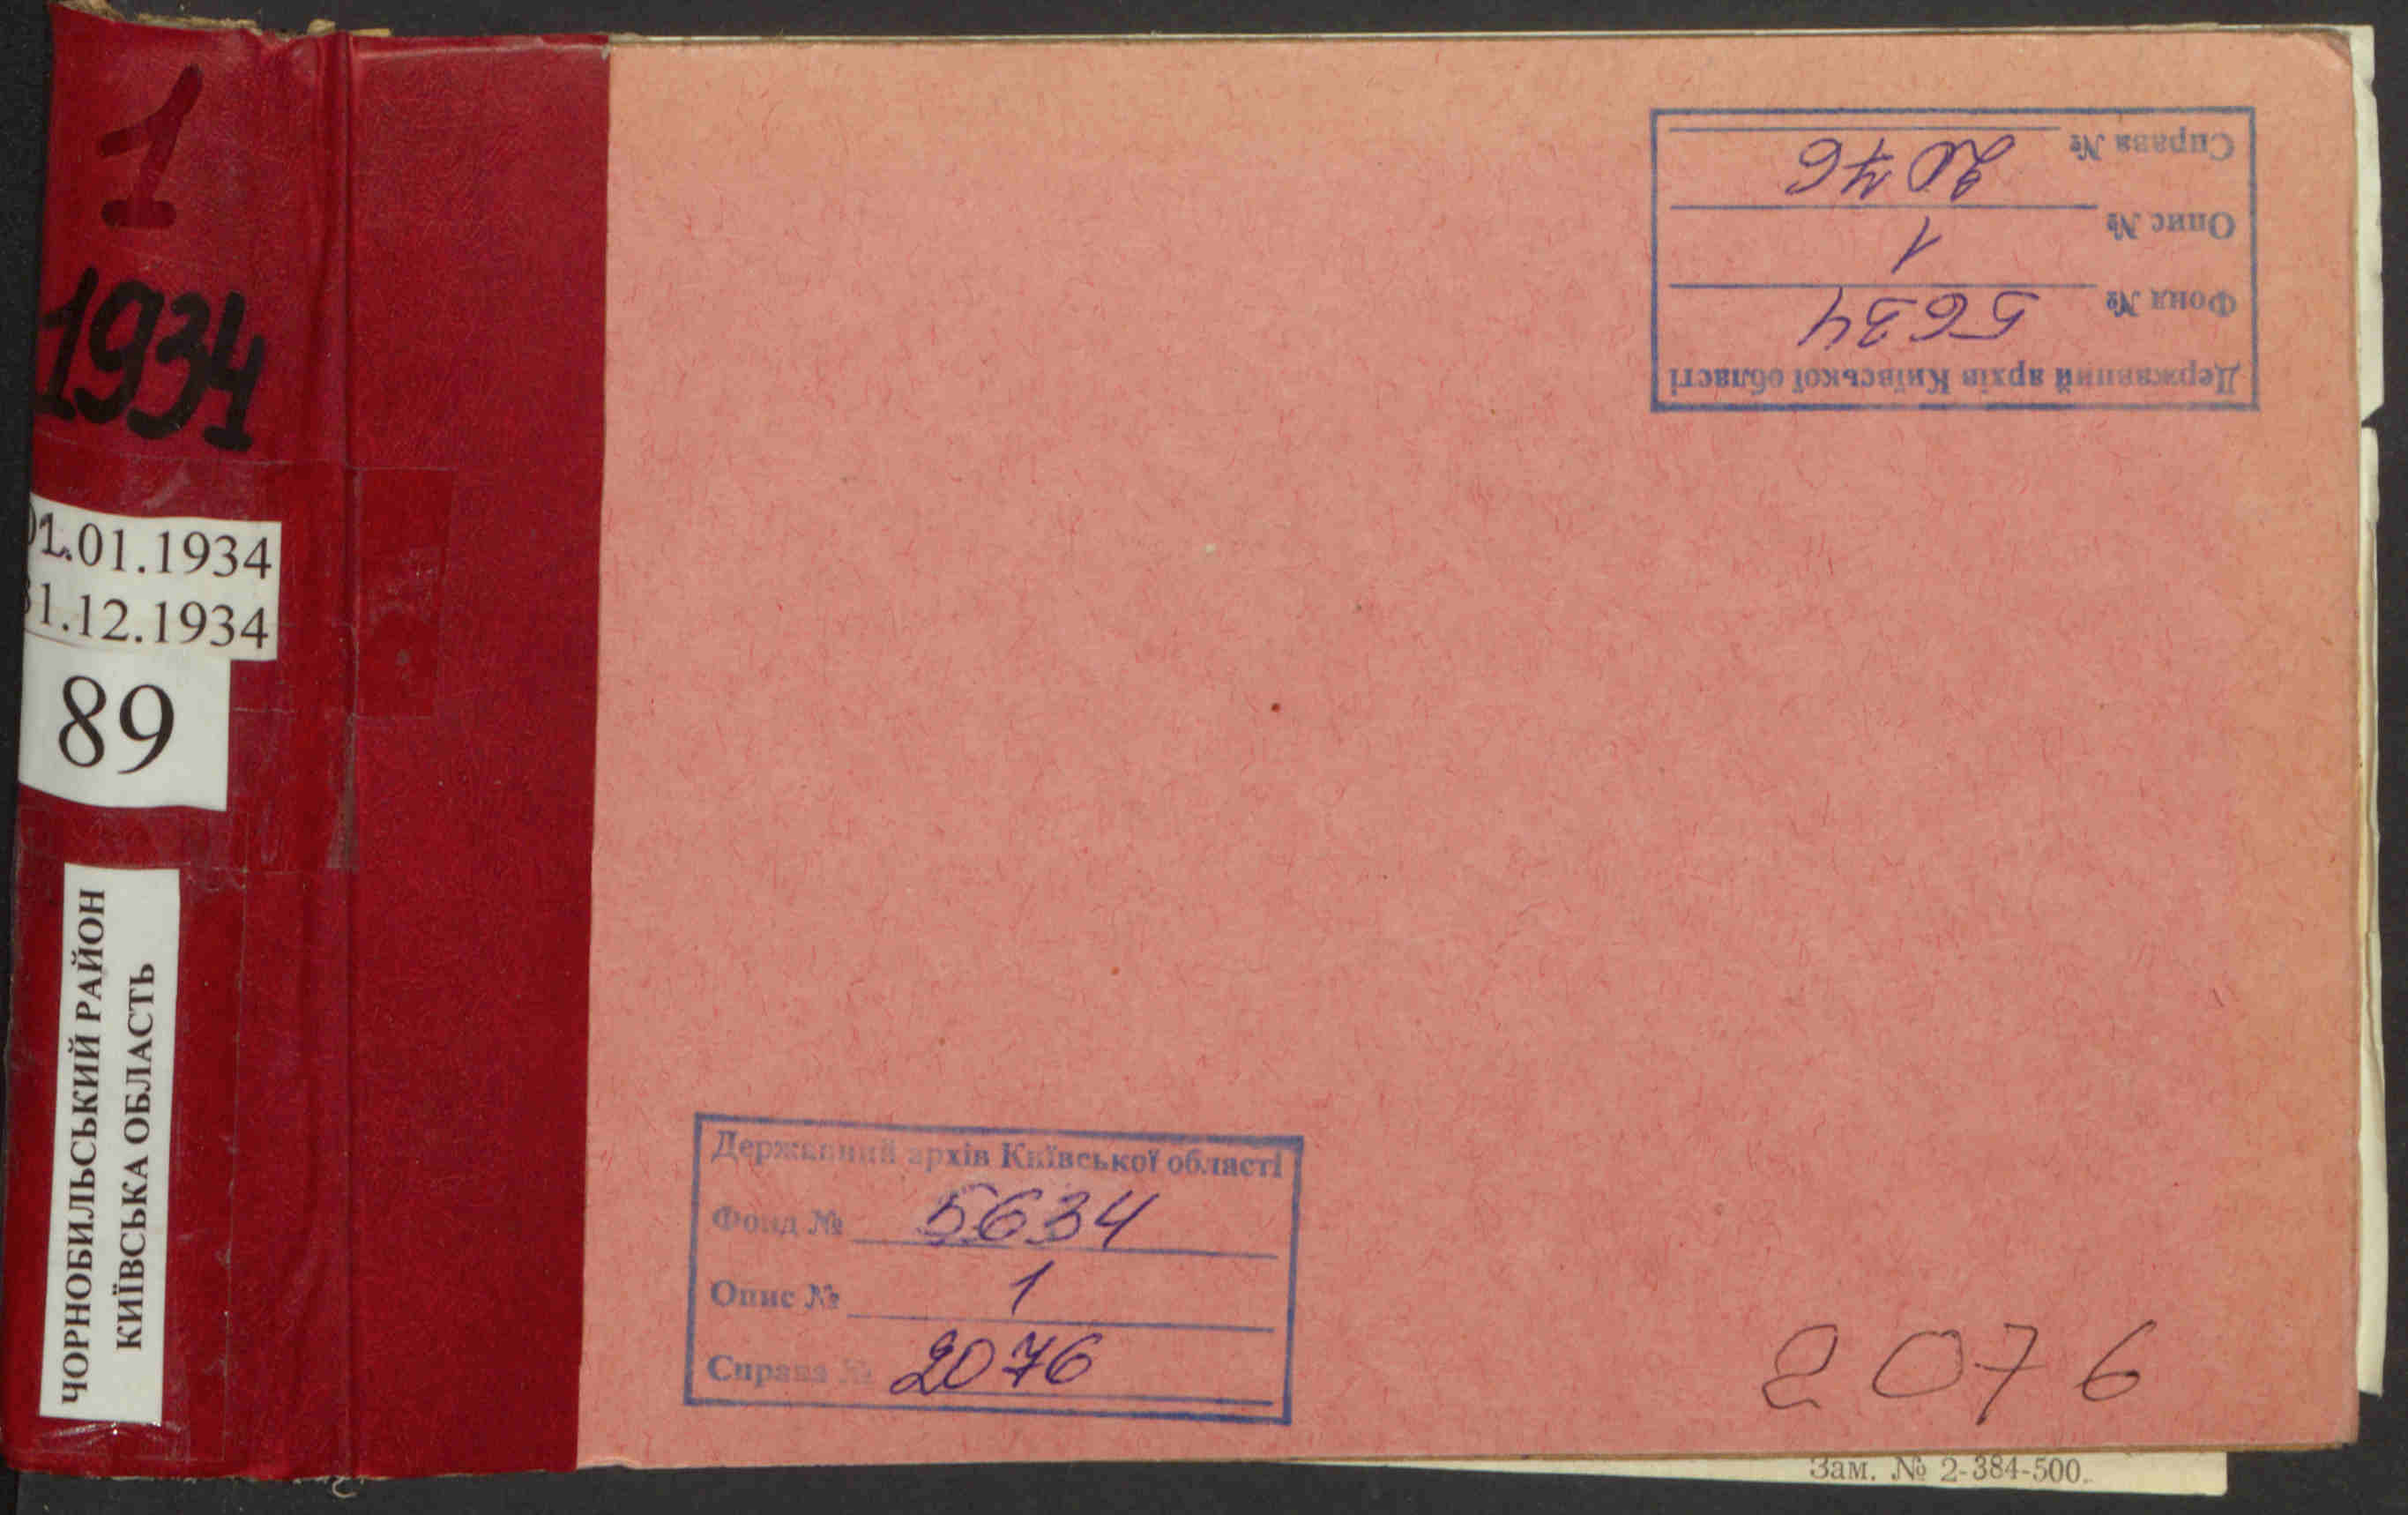 1
1934
01.01.1934
31.12.1934
89
ЧОРНОБИЛЬСЬКИЙ РАЙОН
КИЇВСЬКА ОБЛАСТЬ
Державний архів Київської області
Фонд № 5634
Опис № 1
Справа № 2076
Державний архів Київської області
Фонд № 5634
Опис № 1
Справа № 2076
2076
Зам. № 2-384-500.